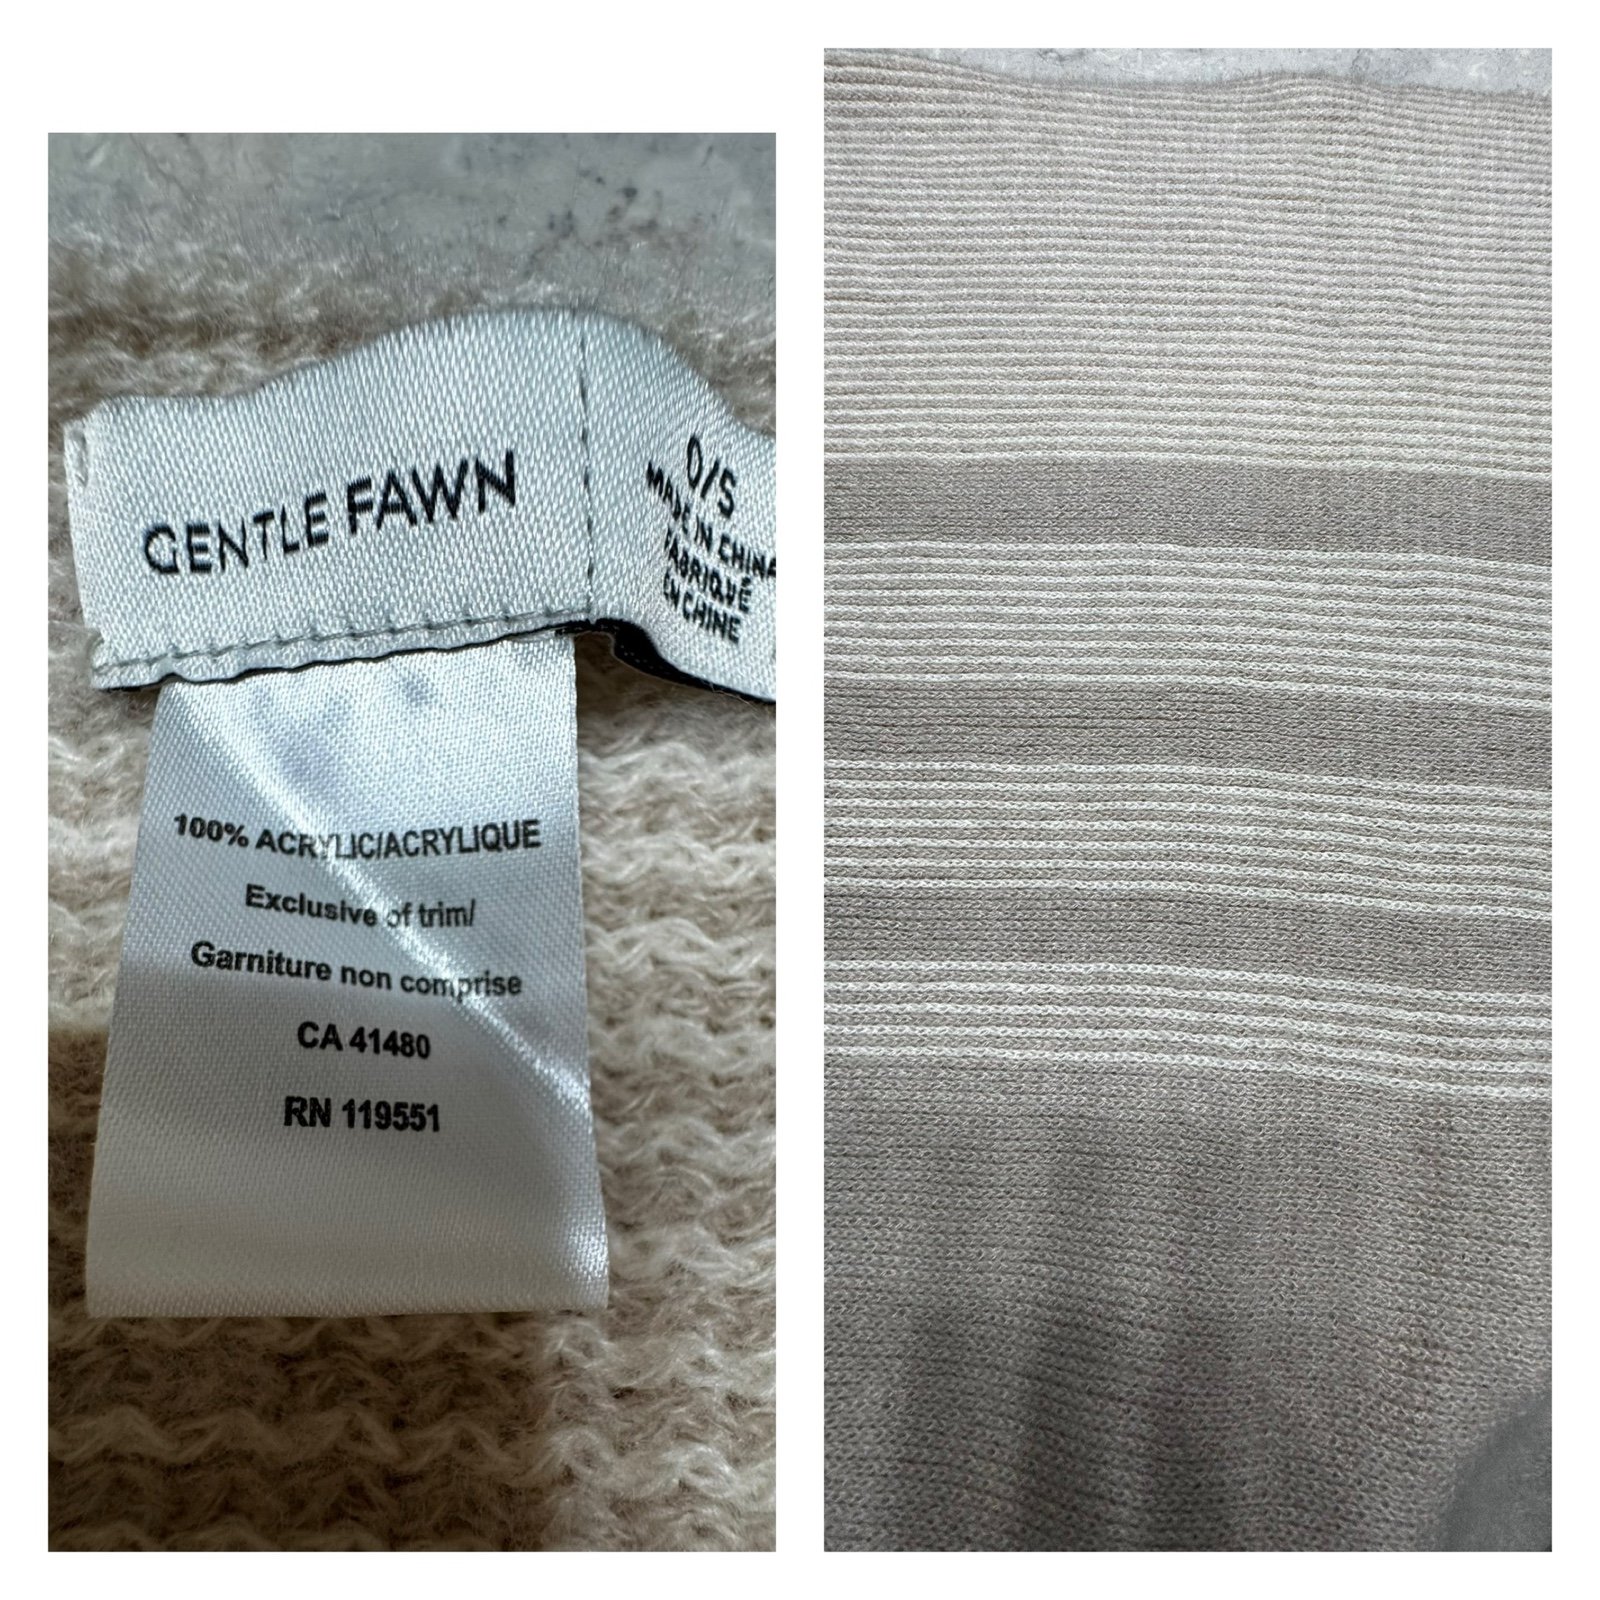 GENTLE FAWN
O/S
MADE IN CHINA
FABRIQUÉ
EN CHINE
100% ACRYLIC/ACRYLIQUE
Exclusive of trim/
Garniture non comprise
CA 41480
RN 119551